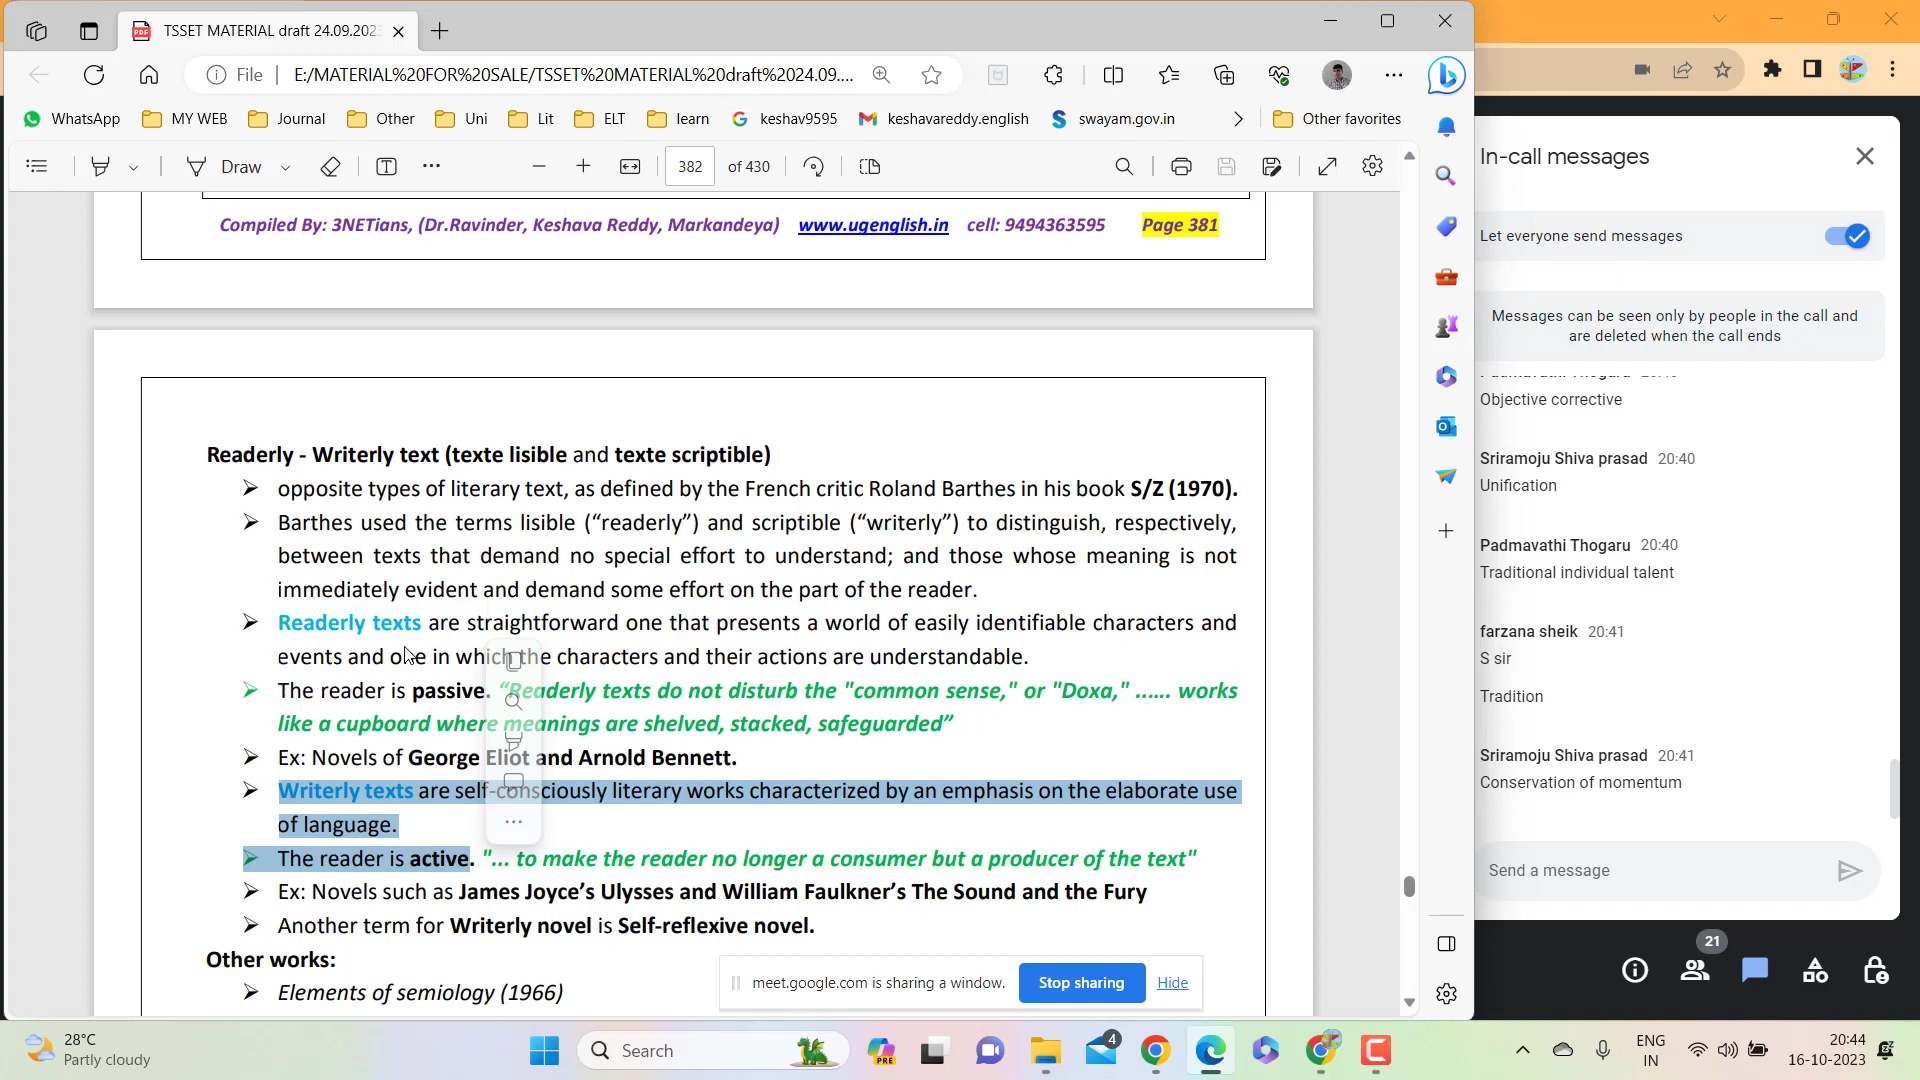 TSSET MATERIAL draft 24.09.202
File
E:/MATERIAL%20FOR%20SALE/TSSET%20MATERIAL%20draft%2024.09....
WhatsApp
MY WEB
Journal
Other
Uni
Lit
ELT
learn
keshav9595
keshavareddy.english
swayam.gov.in
Other favorites
Draw
382
of 430
Compiled By: 3NETians, (Dr.Ravinder, Keshava Reddy, Markandeya) www.ugenglish.in cell: 9494363595 Page 381
Readerly - Writerly text (texte lisible and texte scriptible)
➢ opposite types of literary text, as defined by the French critic Roland Barthes in his book S/Z (1970).
➢ Barthes used the terms lisible (“readerly”) and scriptible (“writerly”) to distinguish, respectively,
between texts that demand no special effort to understand; and those whose meaning is not
immediately evident and demand some effort on the part of the reader.
➢ Readerly texts are straightforward one that presents a world of easily identifiable characters and
events and one in which the characters and their actions are understandable.
➢ The reader is passive. “Readerly texts do not disturb the "common sense," or "Doxa," ...... works
like a cupboard where meanings are shelved, stacked, safeguarded”
➢ Ex: Novels of George Eliot and Arnold Bennett.
➢ Writerly texts are self-consciously literary works characterized by an emphasis on the elaborate use
of language.
➢ The reader is active. "... to make the reader no longer a consumer but a producer of the text"
➢ Ex: Novels such as James Joyce’s Ulysses and William Faulkner’s The Sound and the Fury
➢ Another term for Writerly novel is Self-reflexive novel.
Other works:
➢ Elements of semiology (1966)
meet.google.com is sharing a window.
Stop sharing
Hide
In-call messages
Let everyone send messages
Messages can be seen only by people in the call and
are deleted when the call ends
Objective corrective
Sriramoju Shiva prasad 20:40
Unification
Padmavathi Thogaru 20:40
Traditional individual talent
farzana sheik 20:41
S sir
Tradition
Sriramoju Shiva prasad 20:41
Conservation of momentum
Send a message
21
28°C
Partly cloudy
Search
PRE
4
ENG
IN
20:44
16-10-2023